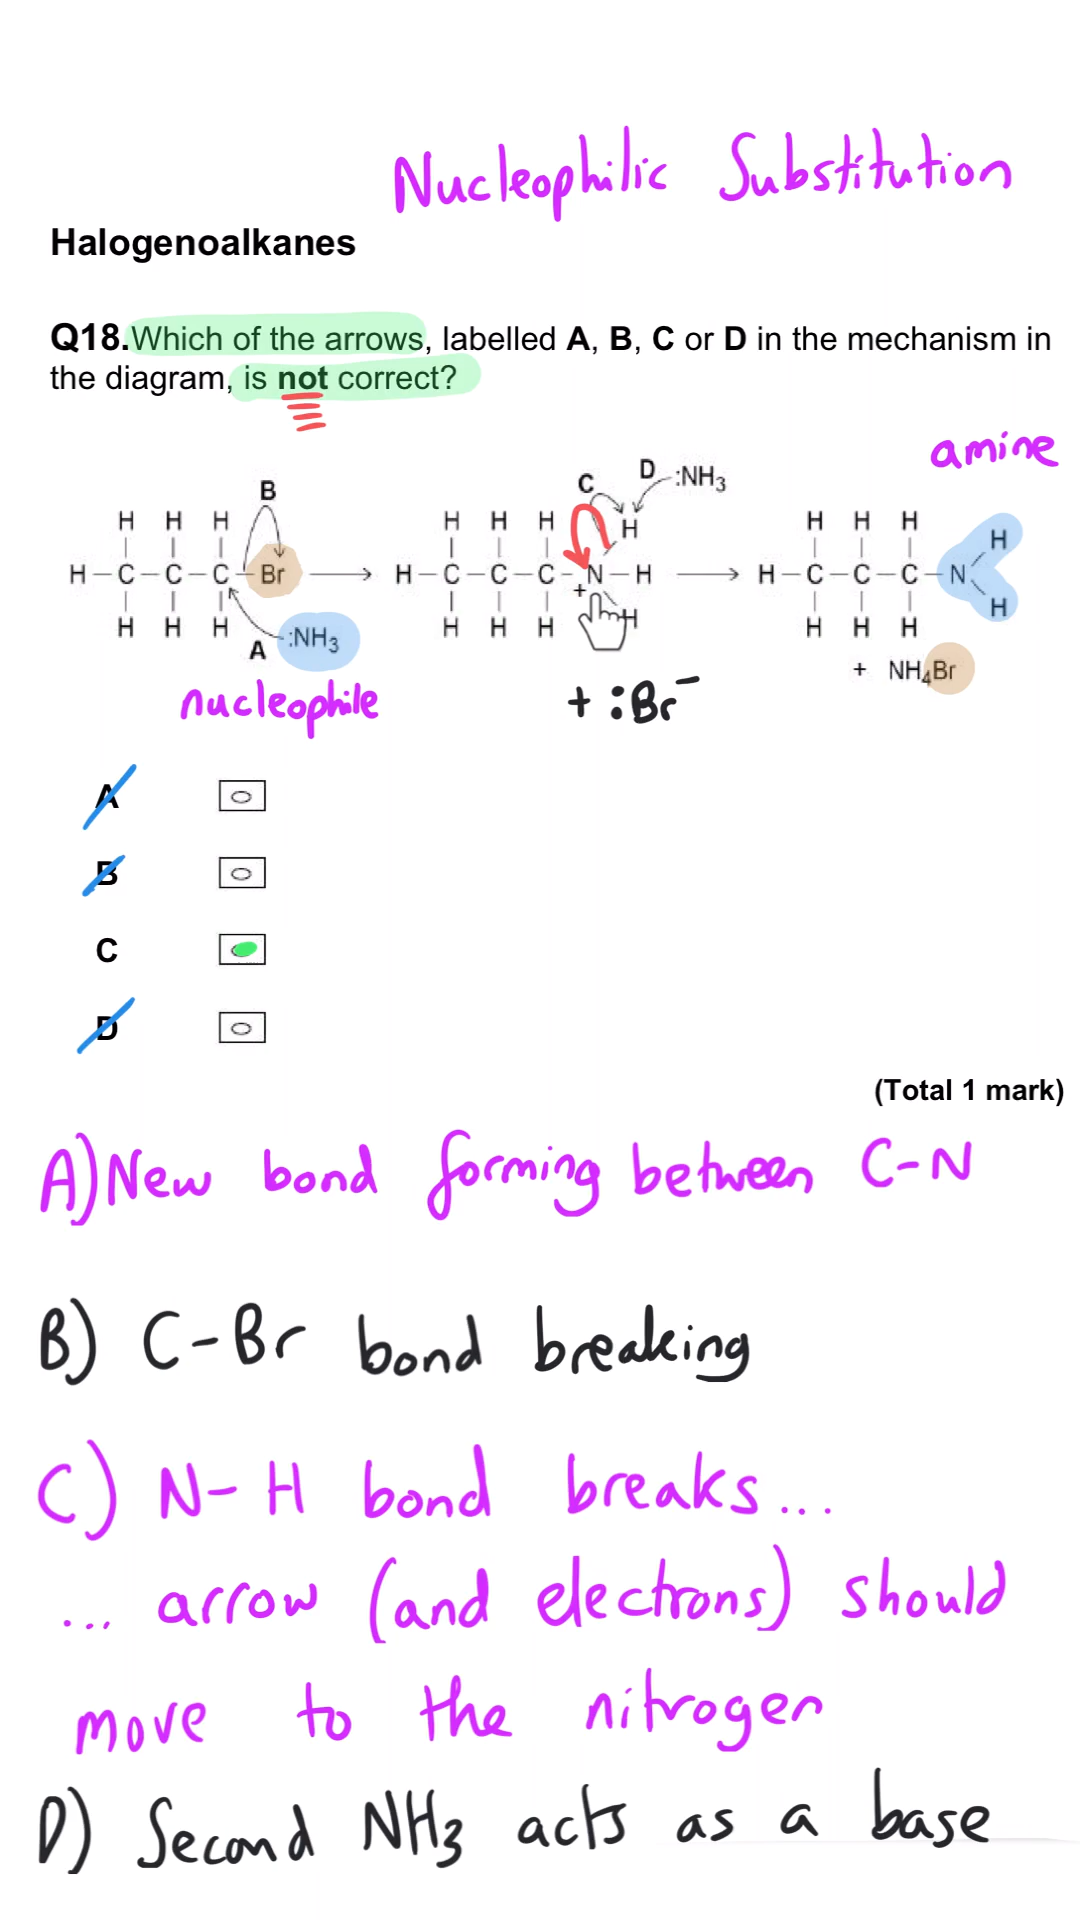 Nucleophilic Substitution
Halogenoalkanes
Q18.Which of the arrows, labelled A, B, C or D in the mechanism in
the diagram, is not correct?
amine
B
C
D
:NH3
H H H
H H H H
H H H H
H-C-C-C-Br
H-C-C-C-N-H
H-C-C-C-N
+
H H H
H H H H
H H H H
A :NH3
+ NH4Br
nucleophile
+ :Br−
A
B
C
D
(Total 1 mark)
A) New bond forming between C-N
B) C-Br bond breaking
C) N-H bond breaks...
... arrow (and electrons) should
move to the nitrogen
D) Second NH3 acts as a base